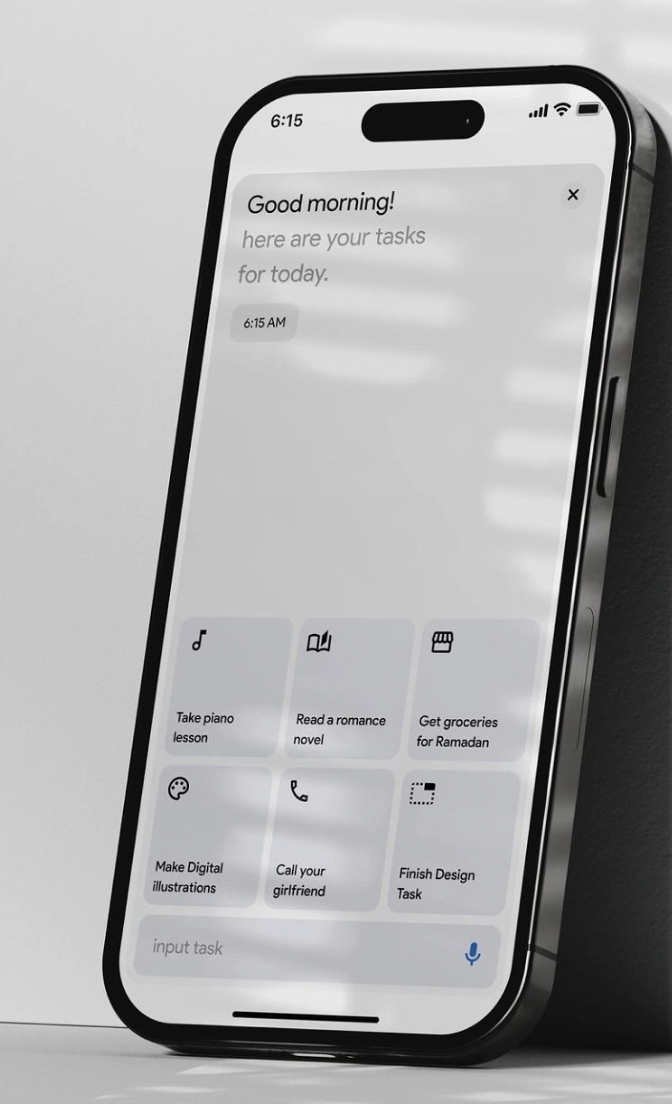 6:15
Good morning!
here are your tasks
for today.
6:15 AM
Take piano
lesson
Read a romance
novel
Get groceries
for Ramadan
Make Digital
illustrations
Call your
girlfriend
Finish Design
Task
input task